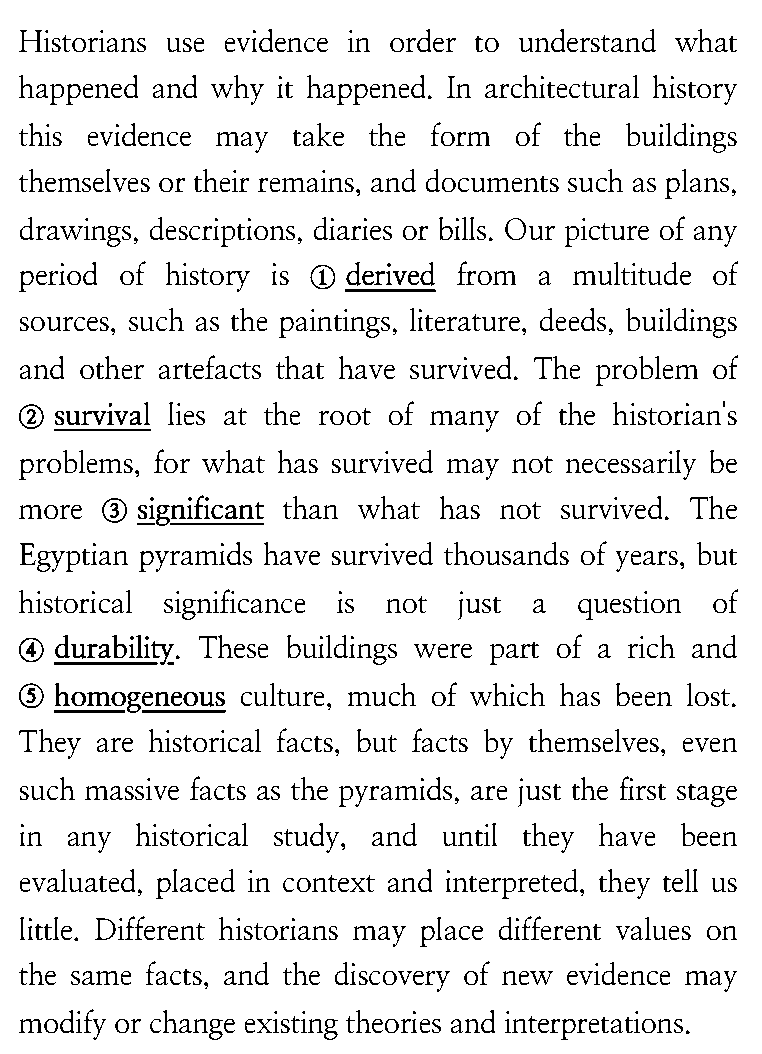 Historians use evidence in order to understand what
happened and why it happened. In architectural history
this evidence may take the form of the buildings
themselves or their remains, and documents such as plans,
drawings, descriptions, diaries or bills. Our picture of any
period of history is ① derived from a multitude of
sources, such as the paintings, literature, deeds, buildings
and other artefacts that have survived. The problem of
② survival lies at the root of many of the historian's
problems, for what has survived may not necessarily be
more ③ significant than what has not survived. The
Egyptian pyramids have survived thousands of years, but
historical significance is not just a question of
④ durability. These buildings were part of a rich and
⑤ homogeneous culture, much of which has been lost.
They are historical facts, but facts by themselves, even
such massive facts as the pyramids, are just the first stage
in any historical study, and until they have been
evaluated, placed in context and interpreted, they tell us
little. Different historians may place different values on
the same facts, and the discovery of new evidence may
modify or change existing theories and interpretations.